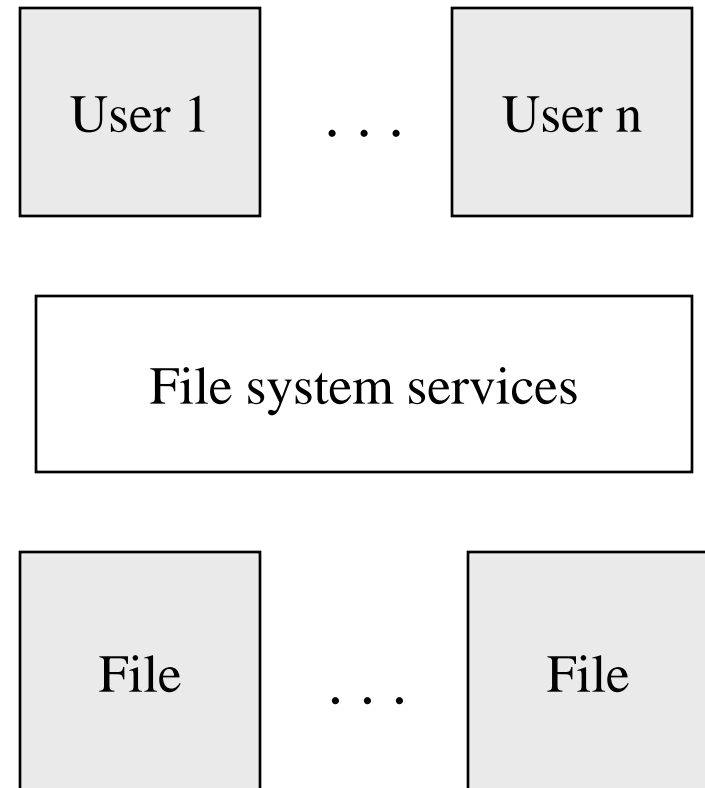 User 1 . . . User n
File system services
File . . . File